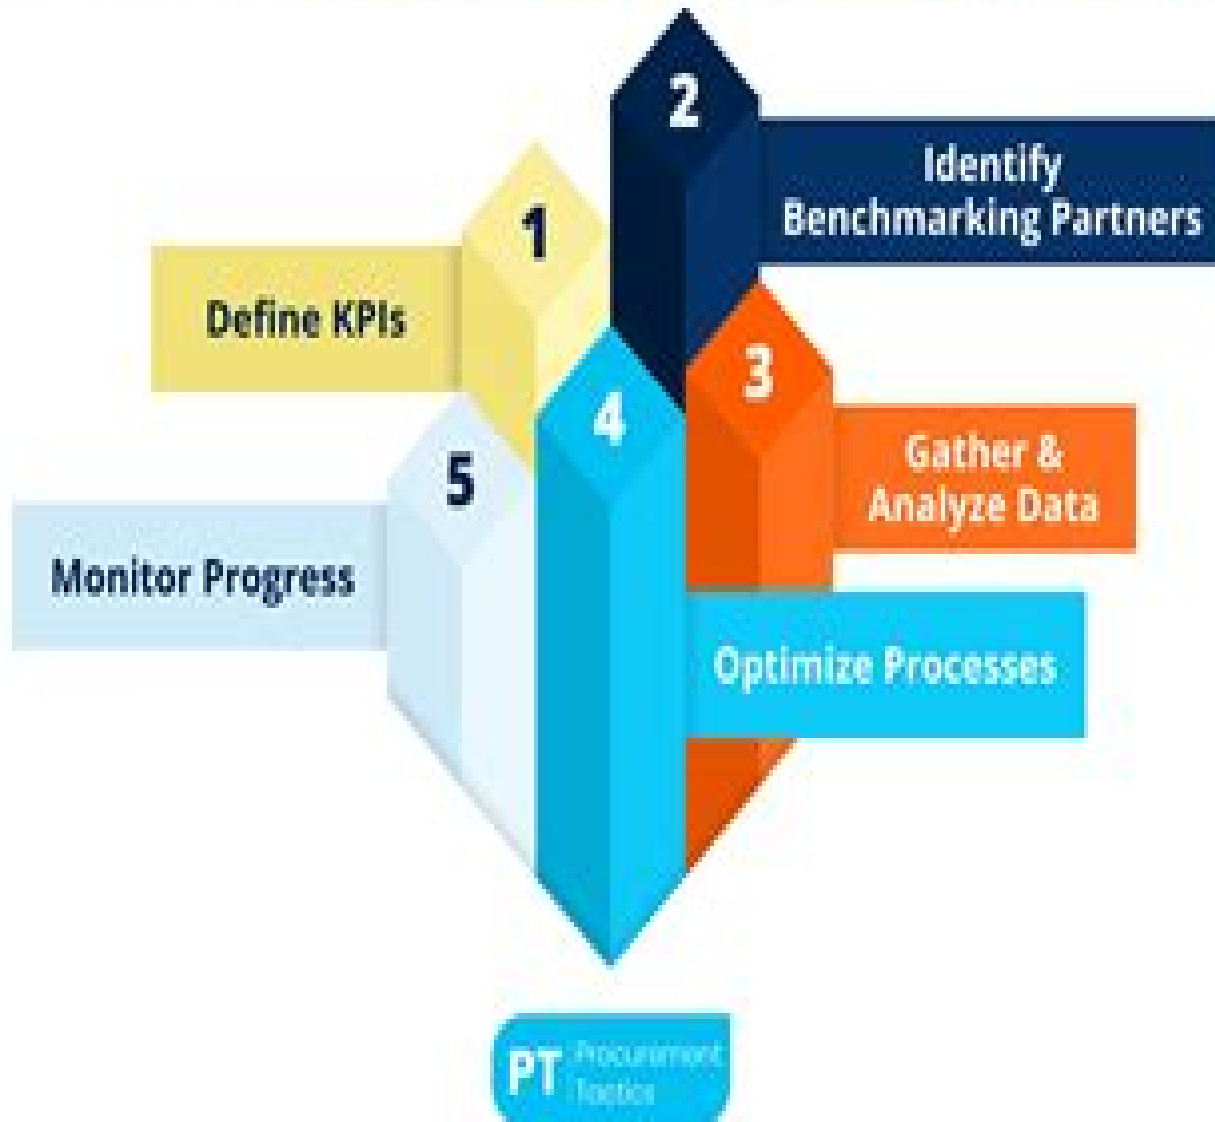 1
Define KPIs
2
Identify
Benchmarking Partners
3
Gather &
Analyze Data
4
Optimize Processes
5
Monitor Progress
PT Procurement
Tactics